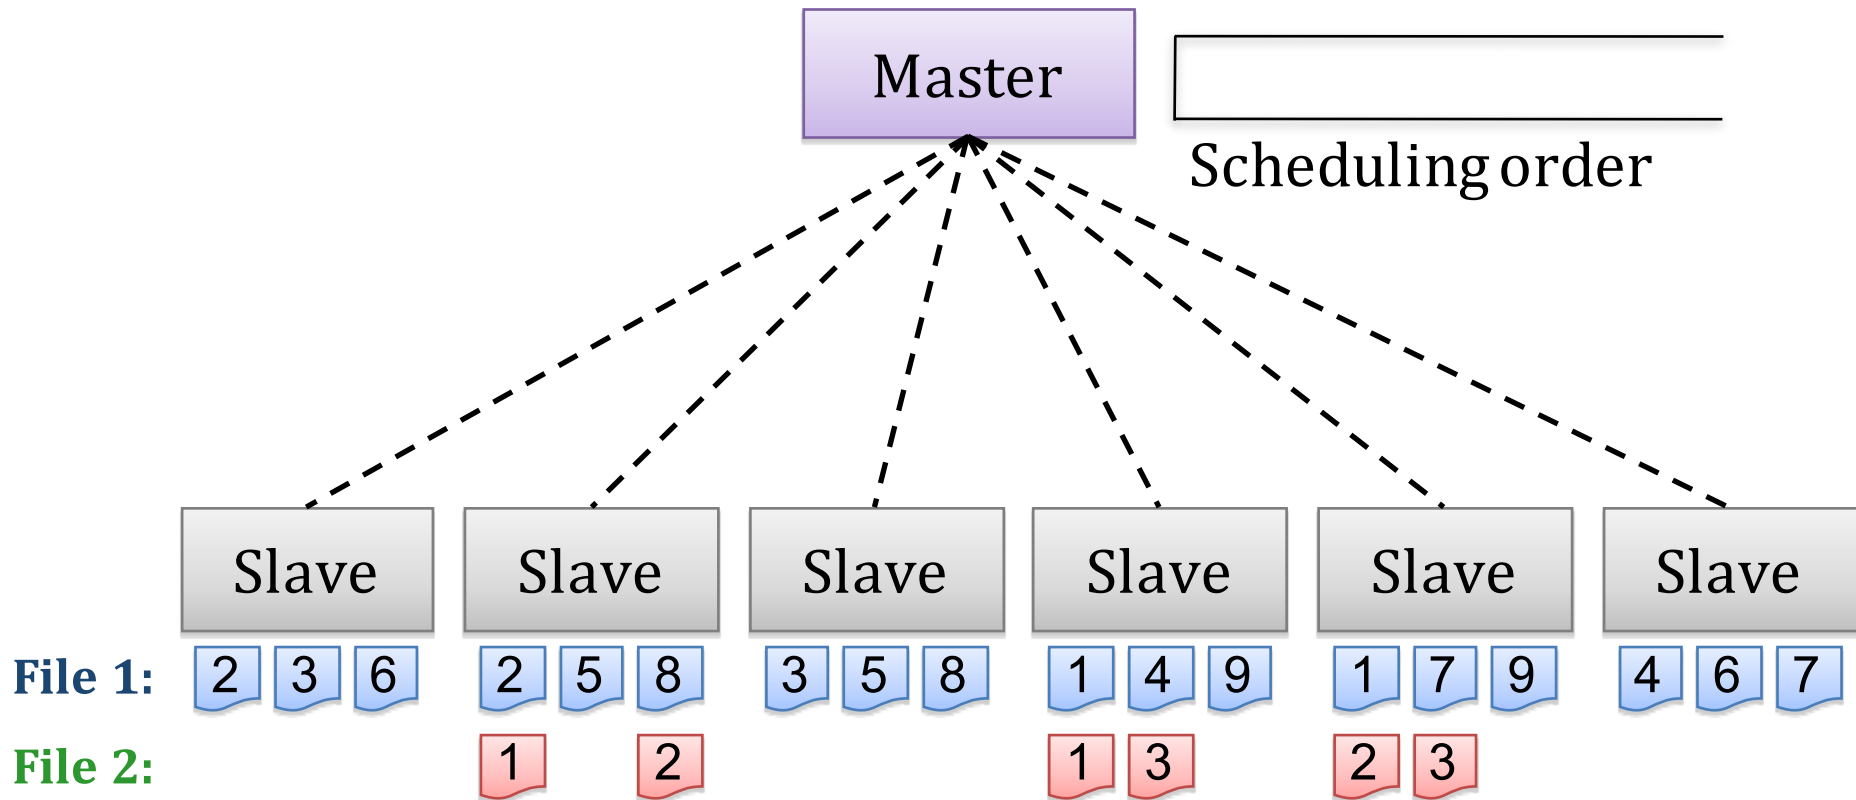 Master
Scheduling order
Slave Slave Slave Slave Slave Slave
File 1: 2 3 6 2 5 8 3 5 8 1 4 9 1 7 9 4 6 7
File 2: 1 2 1 3 2 3